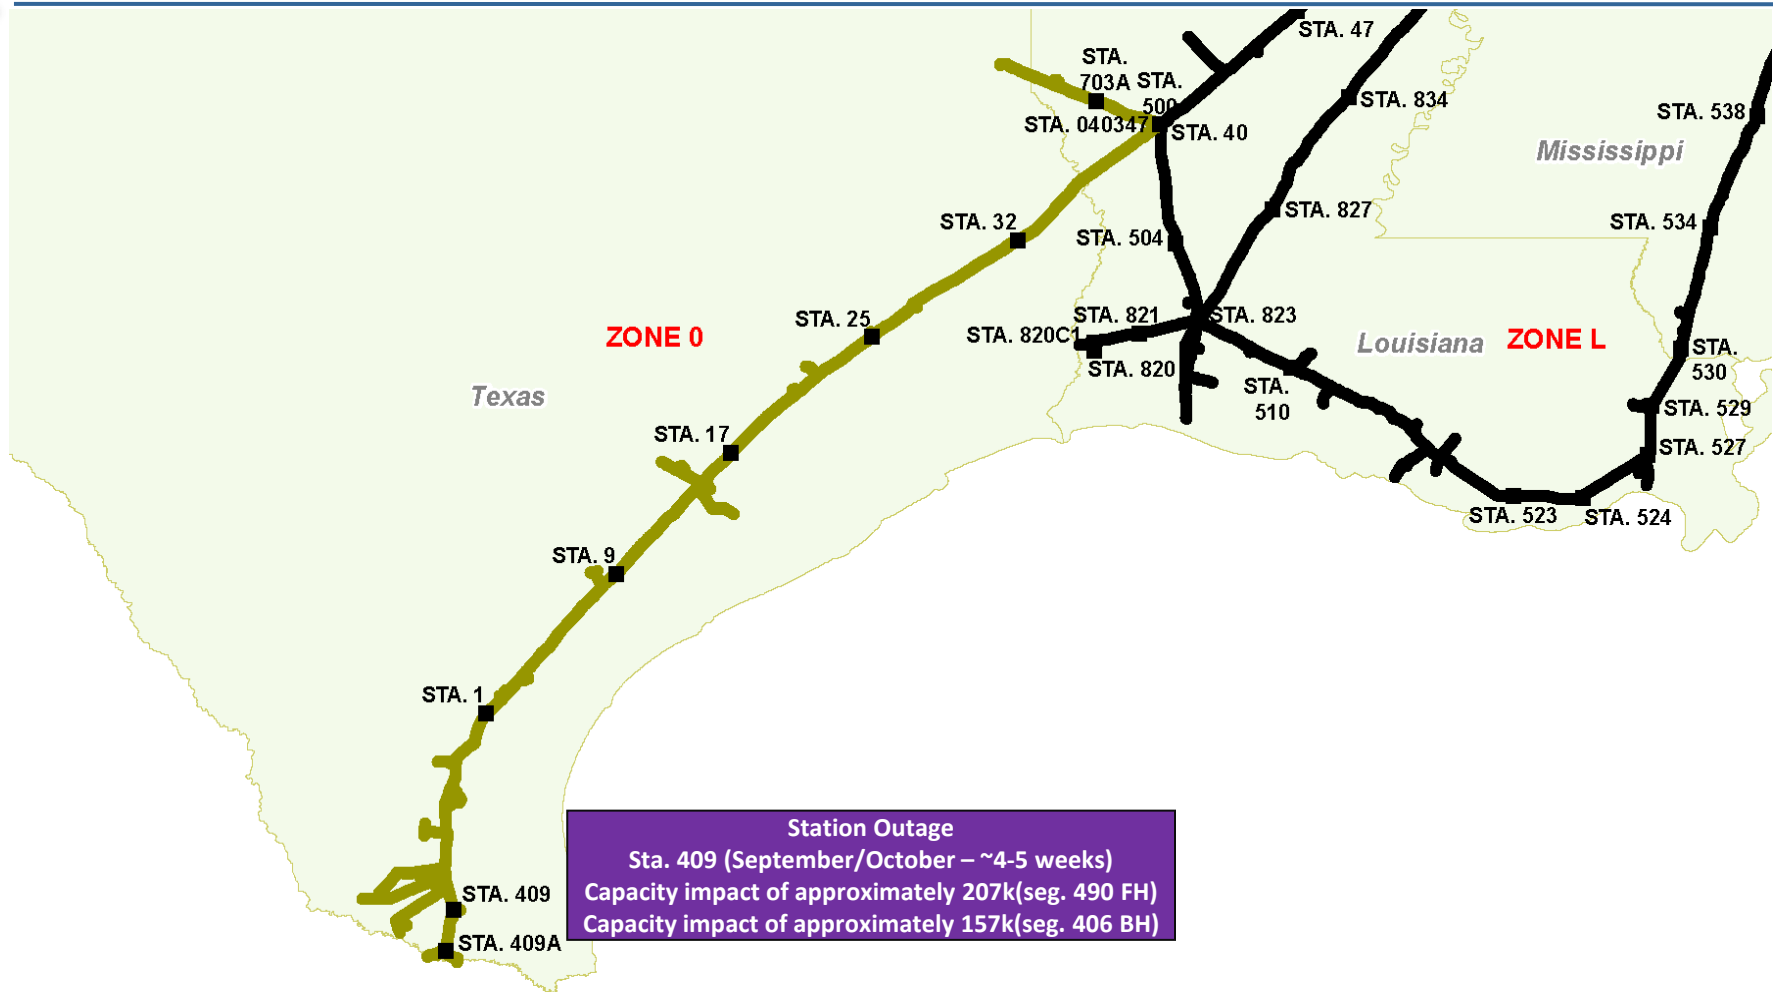 STA. 47
STA.
703A
STA.
500
STA. 834
STA. 538
STA. 040347
STA. 40
Mississippi
STA. 32
STA. 504
STA. 827
STA. 534
STA. 25
STA. 821
STA. 823
ZONE 0
STA. 820C1
Louisiana
ZONE L
STA.
530
STA. 820
STA.
510
Texas
STA. 529
STA. 17
STA. 527
STA. 523
STA. 524
STA. 9
STA. 1
Station Outage
Sta. 409 (September/October – ~4-5 weeks)
Capacity impact of approximately 207k(seg. 490 FH)
Capacity impact of approximately 157k(seg. 406 BH)
STA. 409
STA. 409A